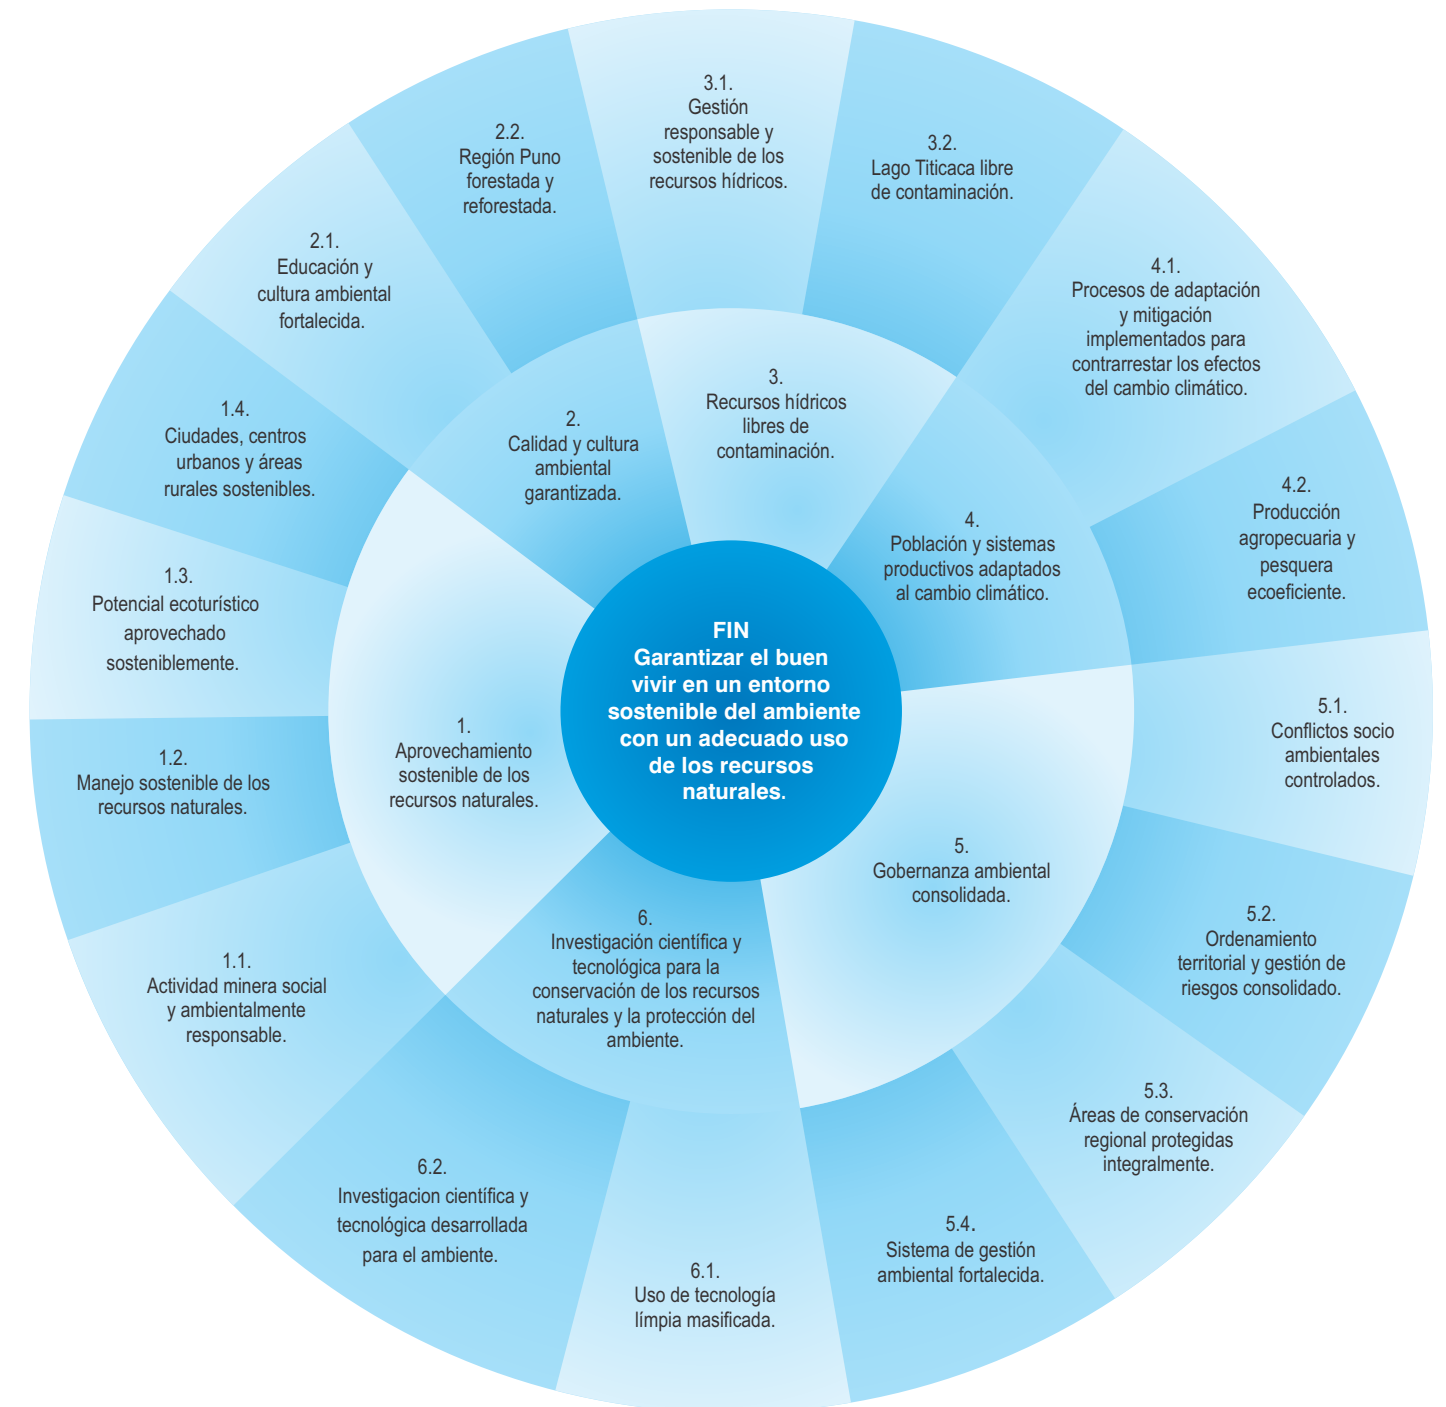 FIN
Garantizar el buen
vivir en un entorno
sostenible del ambiente
con un adecuado uso
de los recursos
naturales.
1.
Aprovechamiento
sostenible de los
recursos naturales.
2.
Calidad y cultura
ambiental
garantizada.
3.
Recursos hídricos
libres de
contaminación.
4.
Población y sistemas
productivos adaptados
al cambio climático.
5.
Gobernanza ambiental
consolidada.
6.
Investigación científica y
tecnológica para la
conservación de los recursos
naturales y la protección del
ambiente.
1.1.
Actividad minera social
y ambientalmente
responsable.
1.2.
Manejo sostenible de los
recursos naturales.
1.3.
Potencial ecoturístico
aprovechado
sosteniblemente.
1.4.
Ciudades, centros
urbanos y áreas
rurales sostenibles.
2.1.
Educación y
cultura ambiental
fortalecida.
2.2.
Región Puno
forestada y
reforestada.
3.1.
Gestión
responsable y
sostenible de los
recursos hídricos.
3.2.
Lago Titicaca libre
de contaminación.
4.1.
Procesos de adaptación
y mitigación
implementados para
contrarrestar los efectos
del cambio climático.
4.2.
Producción
agropecuaria y
pesquera
ecoeficiente.
5.1.
Conflictos socio
ambientales
controlados.
5.2.
Ordenamiento
territorial y gestión de
riesgos consolidado.
5.3.
Áreas de conservación
regional protegidas
integralmente.
5.4.
Sistema de gestión
ambiental fortalecida.
6.1.
Uso de tecnología
límpia masificada.
6.2.
Investigacion científica y
tecnológica desarrollada
para el ambiente.